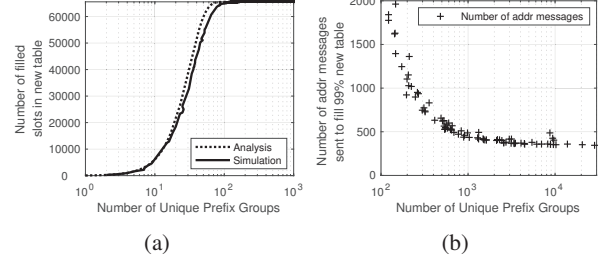 Number of filled
slots in new table
60000
50000
40000
30000
20000
10000
0
Analysis
Simulation
10^0 10^1 10^2 10^3
Number of Unique Prefix Groups
(a)
Number of addr messages
sent to fill 99% new table
2000
1500
1000
500
0
Number of addr messages
10^2 10^3 10^4
Number of Unique Prefix Groups
(b)